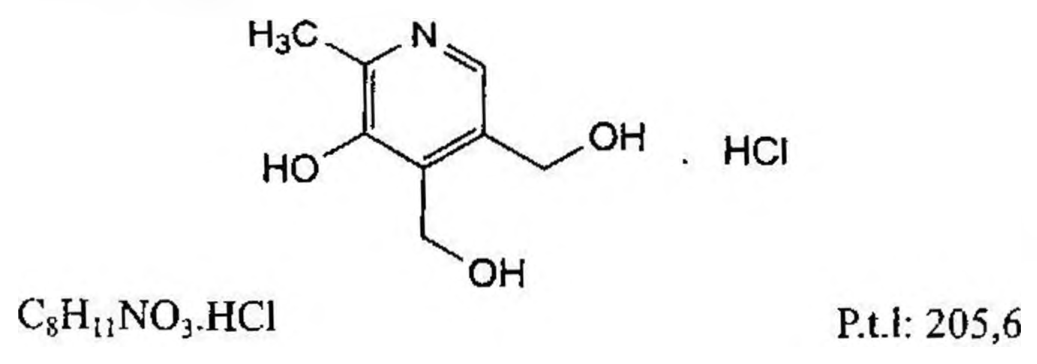 H₃C N
OH . HCl
HO
OH
C₈H₁₁NO₃.HCl P.t.l: 205,6